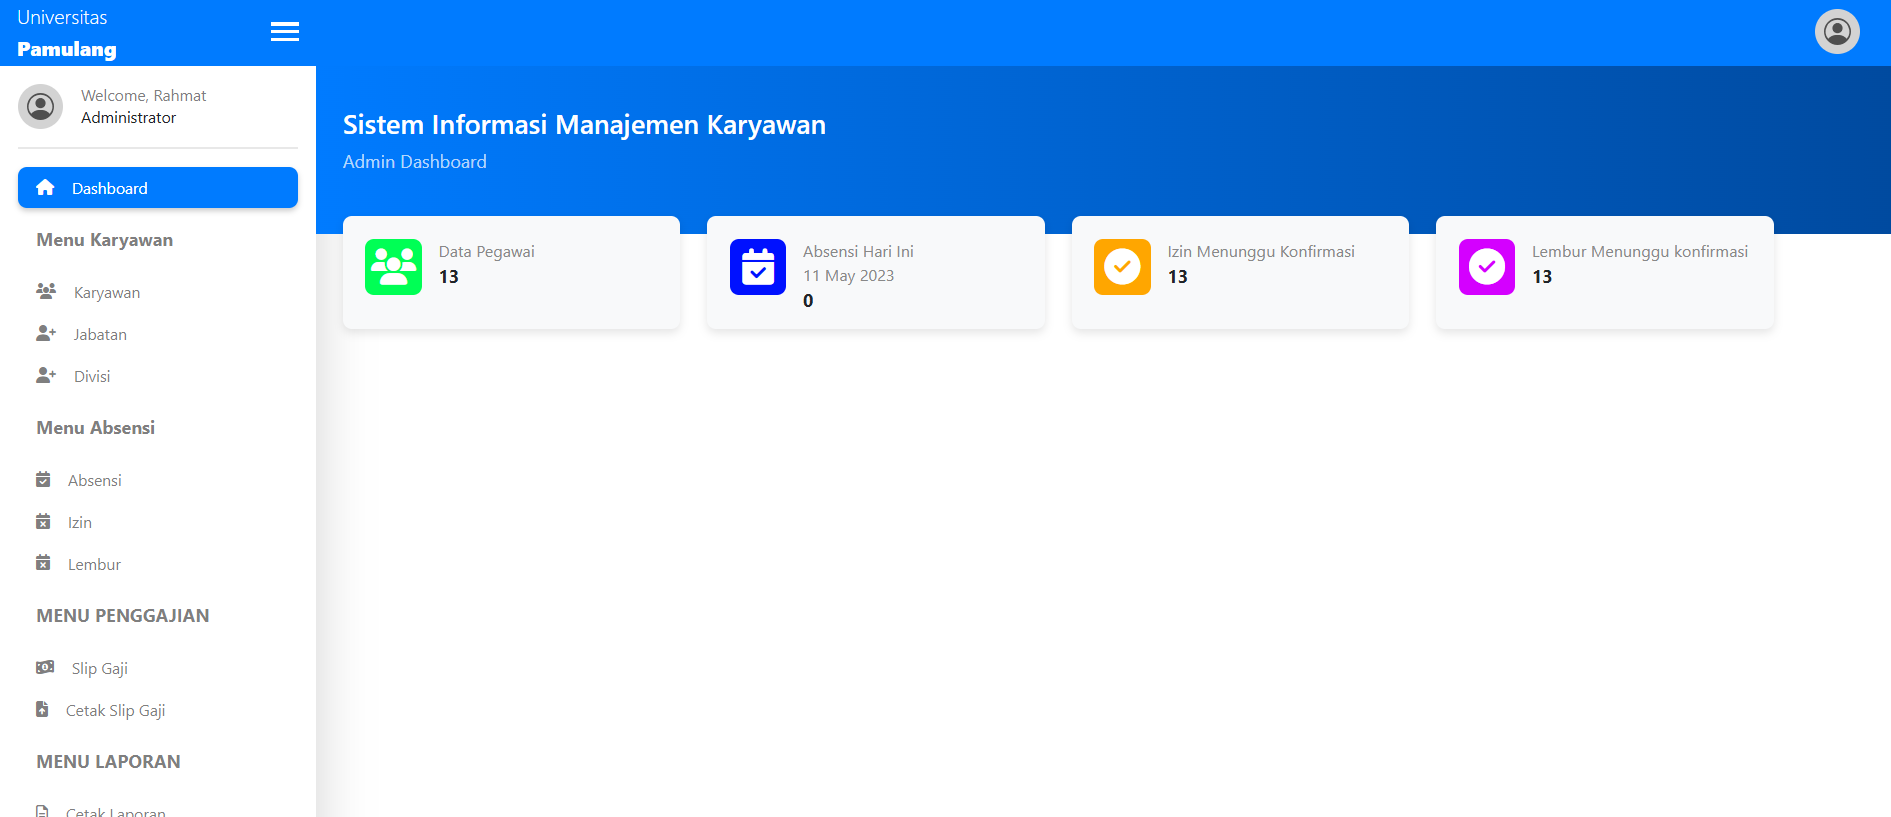 Universitas
Pamulang
Welcome, Rahmat
Administrator
Dashboard
Menu Karyawan
Karyawan
Jabatan
Divisi
Menu Absensi
Absensi
Izin
Lembur
MENU PENGGAJIAN
Slip Gaji
Cetak Slip Gaji
MENU LAPORAN
Cetak Laporan
Sistem Informasi Manajemen Karyawan
Admin Dashboard
Data Pegawai
13
Absensi Hari Ini
11 May 2023
0
Izin Menunggu Konfirmasi
13
Lembur Menunggu konfirmasi
13